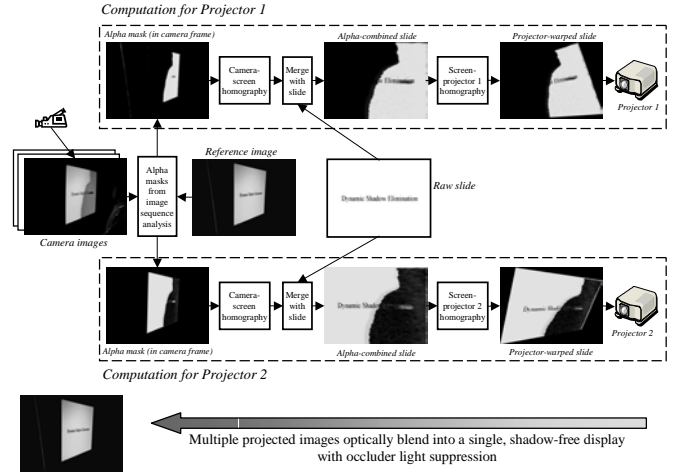 Computation for Projector 1
Alpha mask (in camera frame)
Alpha-combined slide
Projector-warped slide
Camera-
screen
homography
Merge
with
slide
Screen-
projector 1
homography
Projector 1
Reference image
Alpha
masks
from
image
sequence
analysis
Raw slide
Dynamic Shadow Elimination
Camera images
Camera-
screen
homography
Merge
with
slide
Dynamic Shadow
Screen-
projector 2
homography
Projector 2
Alpha mask (in camera frame)
Alpha-combined slide
Projector-warped slide
Computation for Projector 2
Multiple projected images optically blend into a single, shadow-free display
with occluder light suppression